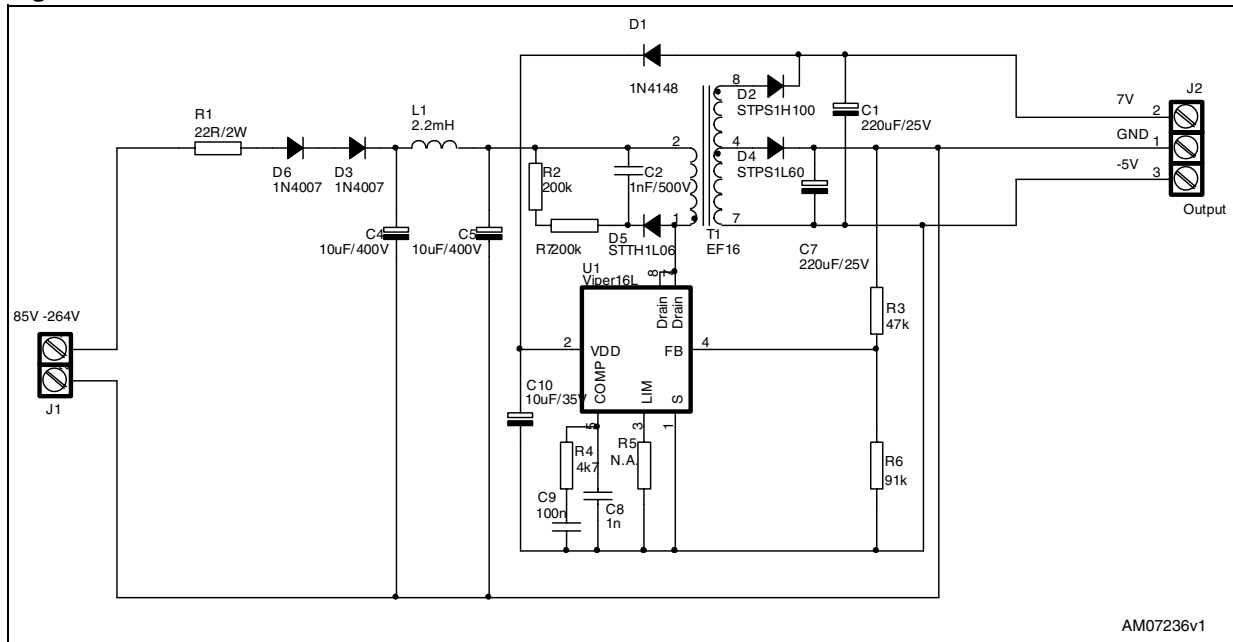 D1
1N4148
8
D2
STPS1H100
C1
220uF/25V
J2
7V
2
GND
1
-5V
3
Output
R1
22R/2W
L1
2.2mH
D6
1N4007
D3
1N4007
2
4
D4
STPS1L60
R2
200k
C2
1nF/500V
1
7
R7
200k
D5
STTH1L06
T1
EF16
C7
220uF/25V
C4
10uF/400V
C5
10uF/400V
U1
Viper16L
8
7
Drain
Drain
R3
47k
85V -264V
J1
2
VDD
FB
4
COMP
LIM
S
C10
10uF/35V
5
3
1
R4
4k7
R5
N.A.
R6
91k
C9
100n
C8
1n
AM07236v1